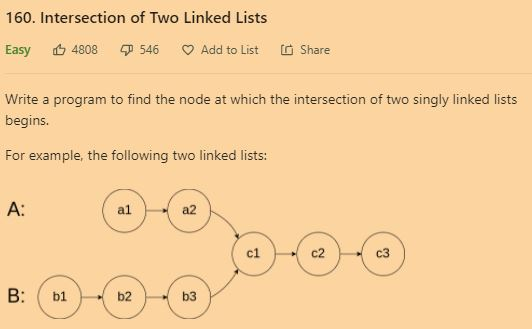 160. Intersection of Two Linked Lists
Easy 4808 546 Add to List Share
Write a program to find the node at which the intersection of two singly linked lists
begins.
For example, the following two linked lists:
A: a1 a2
c1 c2 c3
B: b1 b2 b3